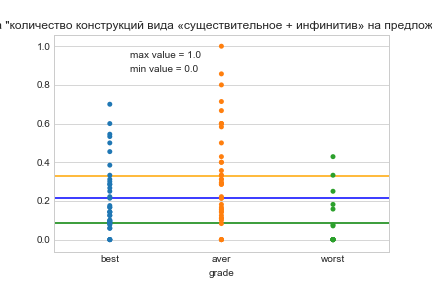 "количество конструкций вида «существительное + инфинитив» на
max value = 1.0
min value = 0.0
1.0
0.8
0.6
0.4
0.2
0.0
best aver worst
grade